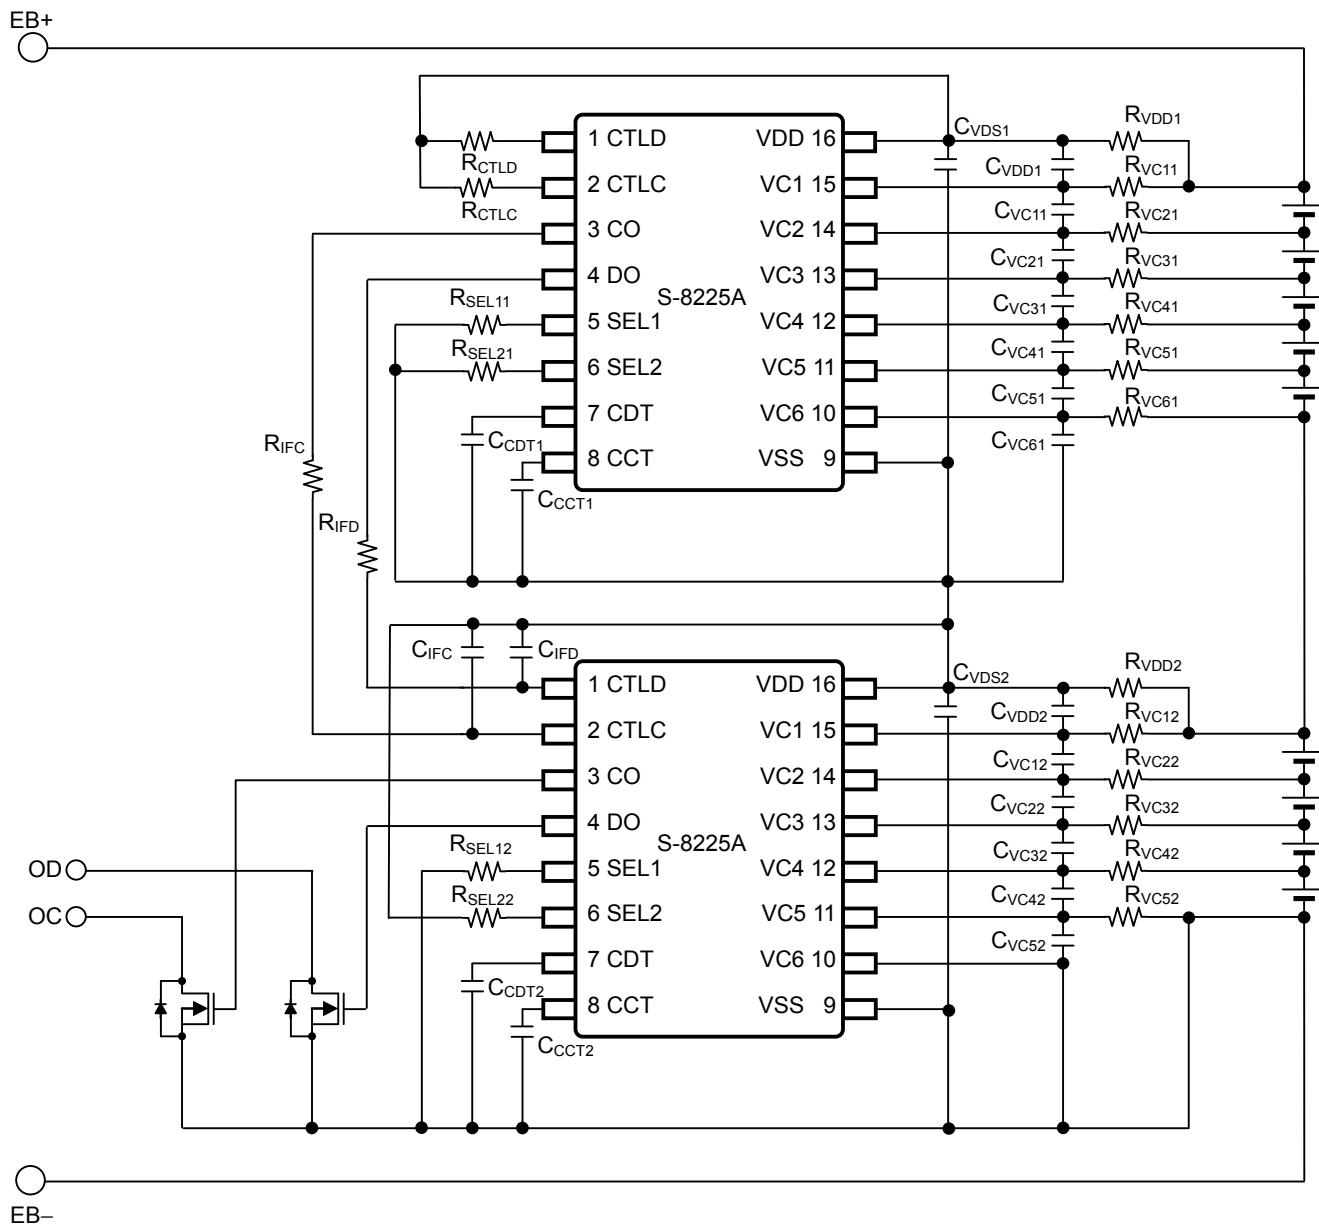 EB+
1 CTLD
2 CTLC
3 CO
4 DO
5 SEL1
6 SEL2
7 CDT
8 CCT
S-8225A
VDD 16
VC1 15
VC2 14
VC3 13
VC4 12
VC5 11
VC6 10
VSS 9
RCTLD
RCTLC
RSEL11
RSEL21
CCDT1
CCCT1
RIFC
RIFD
CVDS1
CVDD1
CVC11
CVC21
CVC31
CVC41
CVC51
CVC61
RVDD1
RVC11
RVC21
RVC31
RVC41
RVC51
RVC61
CIFC
CIFD
1 CTLD
2 CTLC
3 CO
4 DO
5 SEL1
6 SEL2
7 CDT
8 CCT
S-8225A
VDD 16
VC1 15
VC2 14
VC3 13
VC4 12
VC5 11
VC6 10
VSS 9
RSEL12
RSEL22
CCDT2
CCCT2
CVDS2
CVDD2
CVC12
CVC22
CVC32
CVC42
CVC52
RVDD2
RVC12
RVC22
RVC32
RVC42
RVC52
OD
OC
EB−